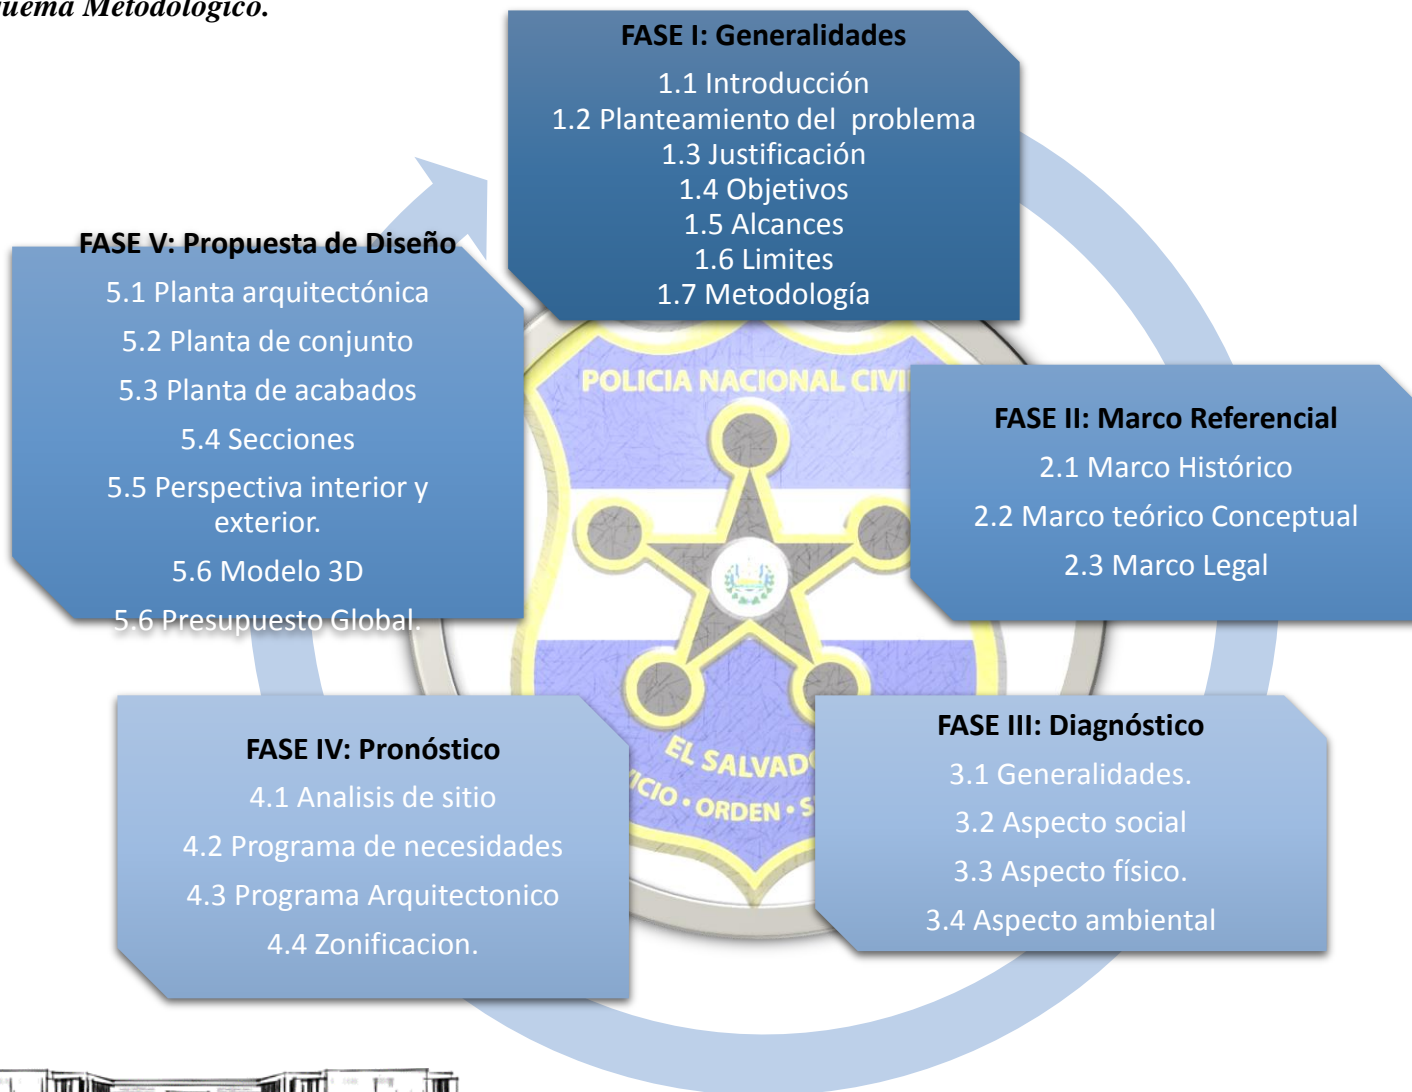 Metodológico.
FASE I: Generalidades
1.1 Introducción
1.2 Planteamiento del problema
1.3 Justificación
1.4 Objetivos
1.5 Alcances
1.6 Limites
1.7 Metodología
FASE II: Marco Referencial
2.1 Marco Histórico
2.2 Marco teórico Conceptual
2.3 Marco Legal
FASE III: Diagnóstico
3.1 Generalidades.
3.2 Aspecto social
3.3 Aspecto físico.
3.4 Aspecto ambiental
FASE IV: Pronóstico
4.1 Analisis de sitio
4.2 Programa de necesidades
4.3 Programa Arquitectonico
4.4 Zonificacion.
FASE V: Propuesta de Diseño
5.1 Planta arquitectónica
5.2 Planta de conjunto
5.3 Planta de acabados
5.4 Secciones
5.5 Perspectiva interior y
exterior.
5.6 Modelo 3D
5.6 Presupuesto Global.
POLICIA NACIONAL
EL
ORDEN